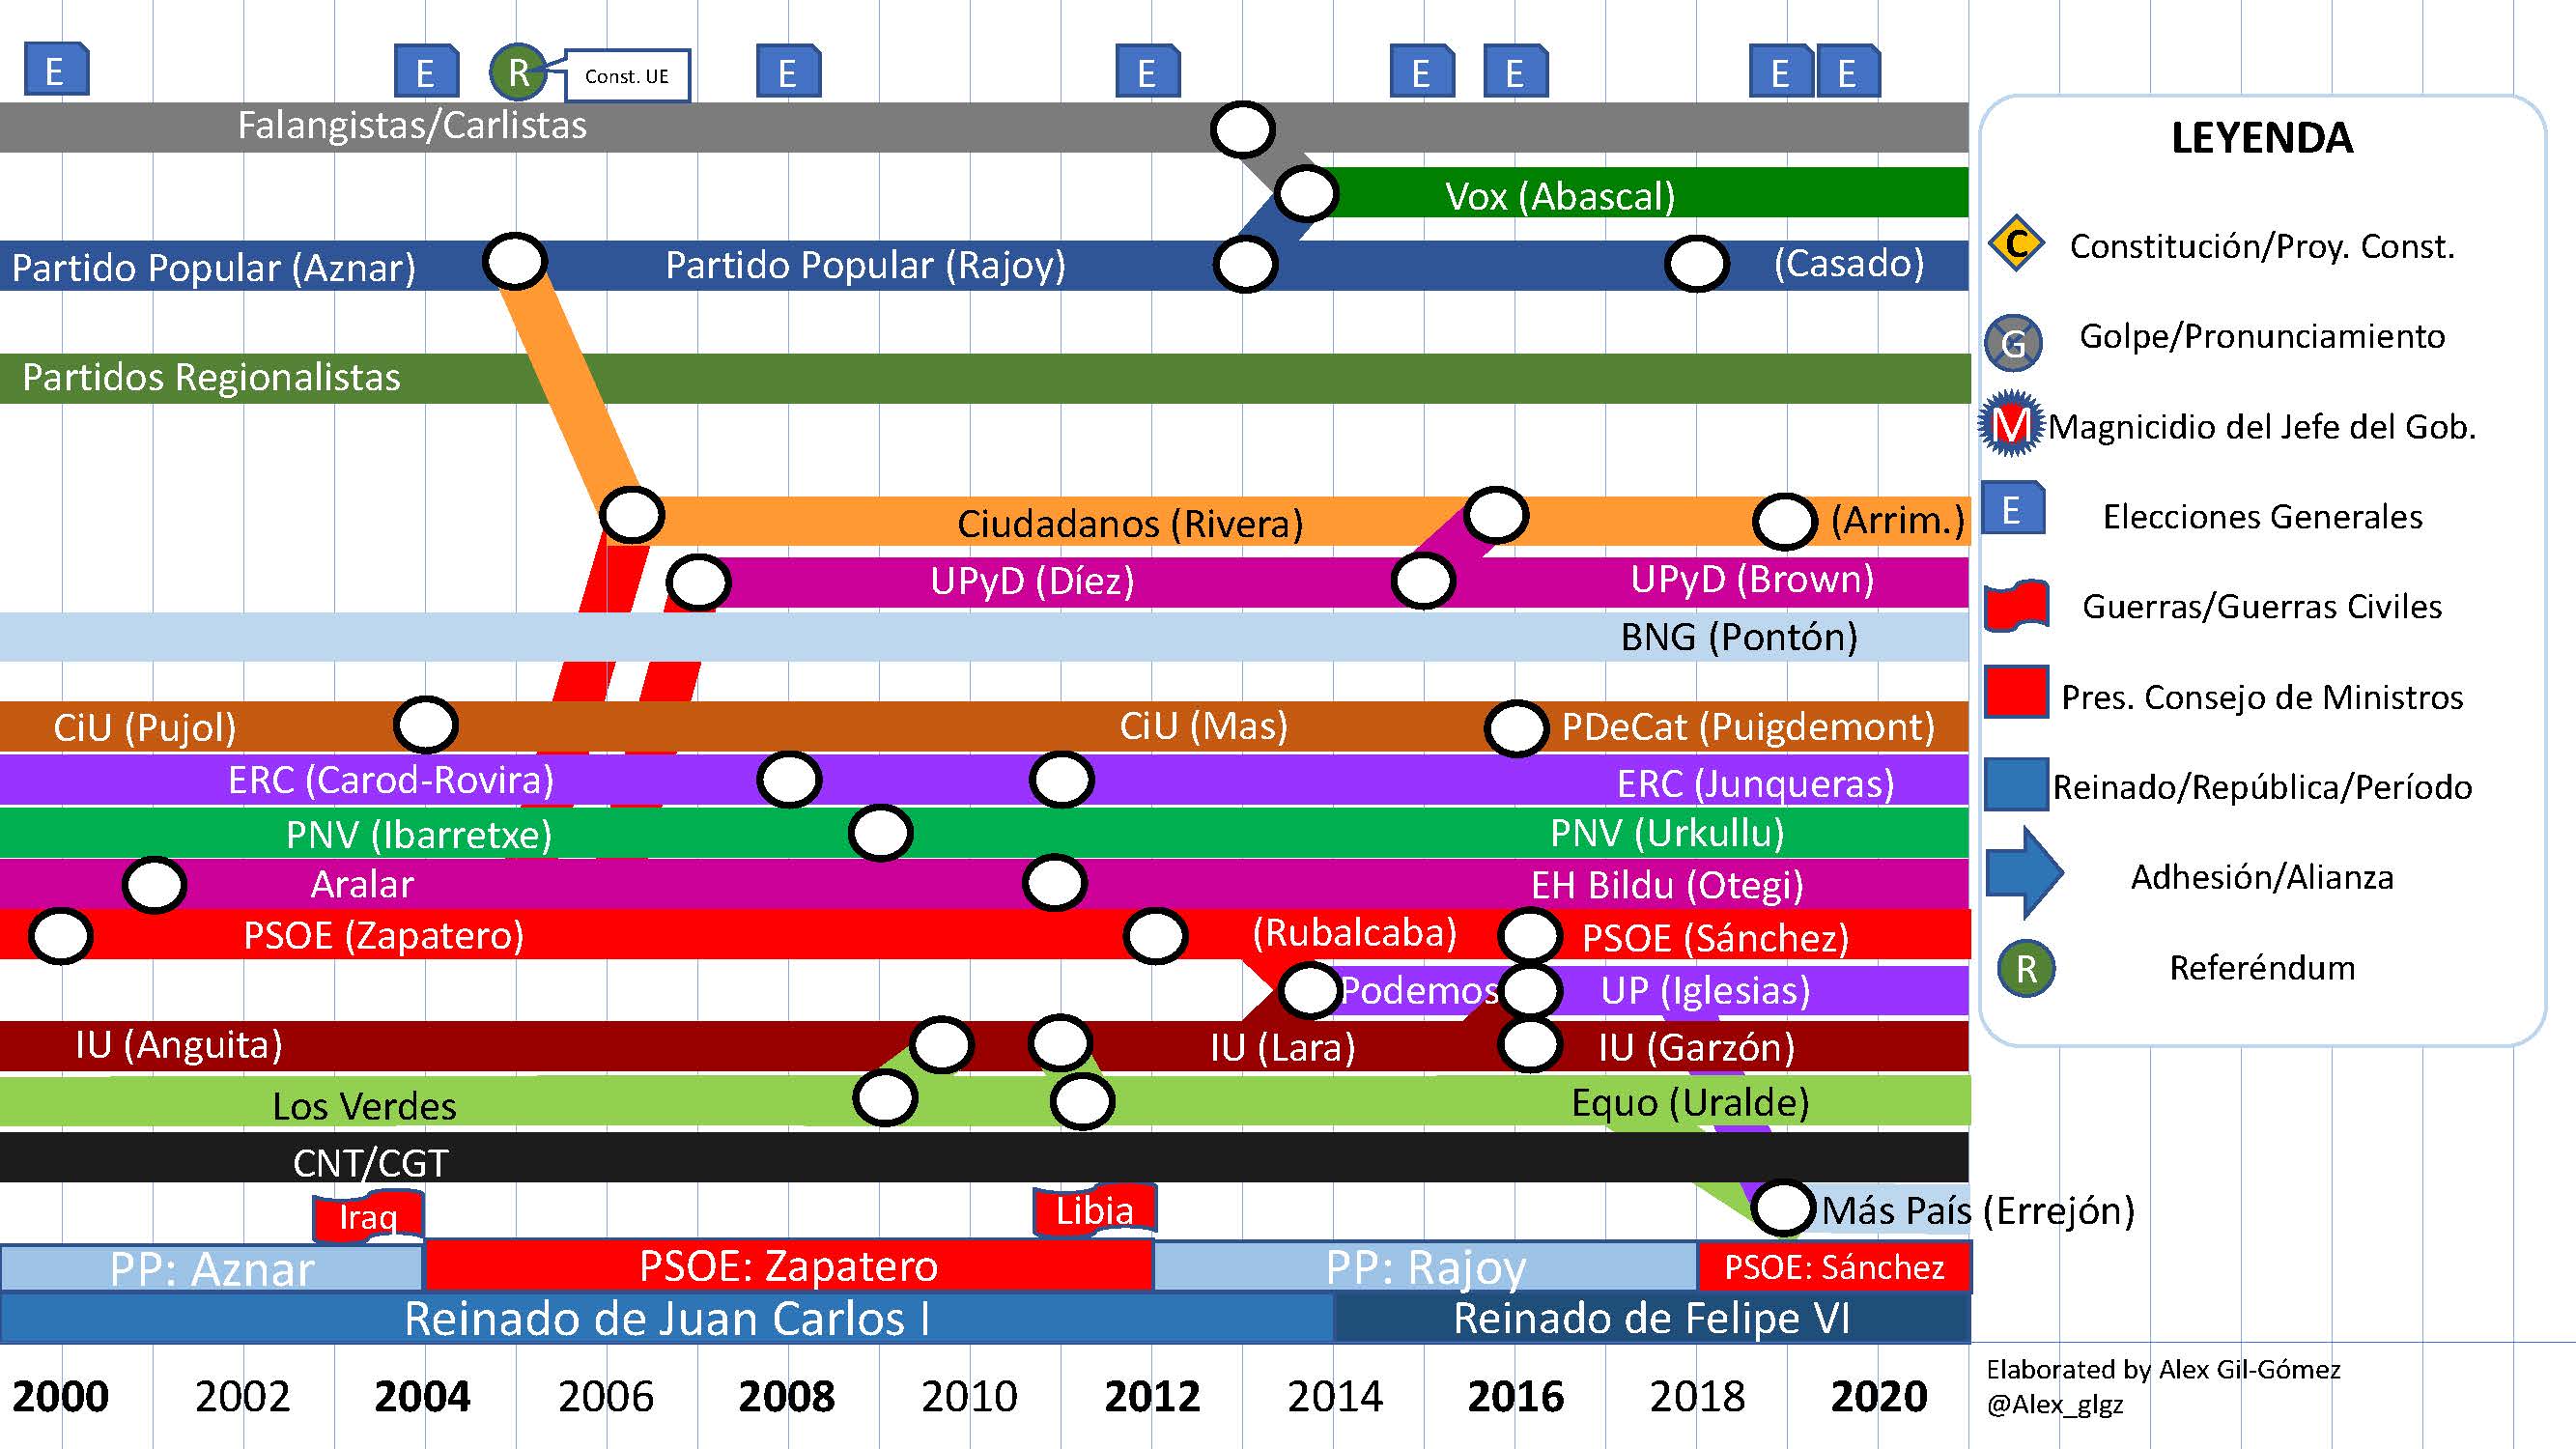 E E R Const. UE E E E E E E
Falangistas/Carlistas
Vox (Abascal)
Partido Popular (Aznar) Partido Popular (Rajoy) (Casado)
Partidos Regionalistas
Ciudadanos (Rivera) (Arrim.)
UPyD (Díez) UPyD (Brown)
BNG (Pontón)
CiU (Pujol) CiU (Mas) PDeCat (Puigdemont)
ERC (Carod-Rovira) ERC (Junqueras)
PNV (Ibarretxe) PNV (Urkullu)
Aralar EH Bildu (Otegi)
PSOE (Zapatero) (Rubalcaba) PSOE (Sánchez)
Podemos UP (Iglesias)
IU (Anguita) IU (Lara) IU (Garzón)
Los Verdes Equo (Uralde)
CNT/CGT
Iraq Libia Más País (Errejón)
PP: Aznar PSOE: Zapatero PP: Rajoy PSOE: Sánchez
Reinado de Juan Carlos I Reinado de Felipe VI
2000 2002 2004 2006 2008 2010 2012 2014 2016 2018 2020
LEYENDA
C Constitución/Proy. Const.
G Golpe/Pronunciamiento
M Magnicidio del Jefe del Gob.
E Elecciones Generales
Guerras/Guerras Civiles
Pres. Consejo de Ministros
Reinado/República/Período
Adhesión/Alianza
R Referéndum
Elaborated by Alex Gil-Gómez
@Alex_glgz